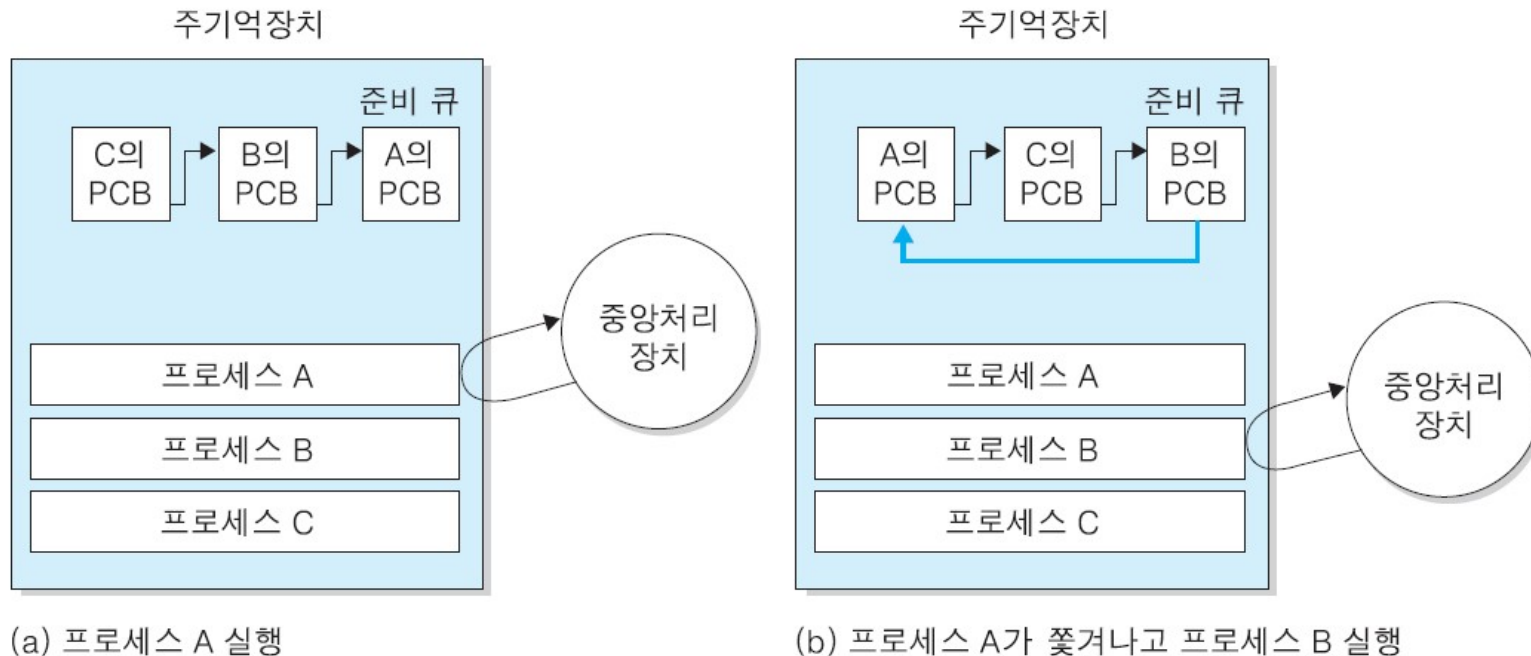 주기억장치
준비 큐
C의
PCB
B의
PCB
A의
PCB
중앙처리
장치
프로세스 A
프로세스 B
프로세스 C
(a) 프로세스 A 실행
주기억장치
준비 큐
A의
PCB
C의
PCB
B의
PCB
중앙처리
장치
프로세스 A
프로세스 B
프로세스 C
(b) 프로세스 A가 쫓겨나고 프로세스 B 실행